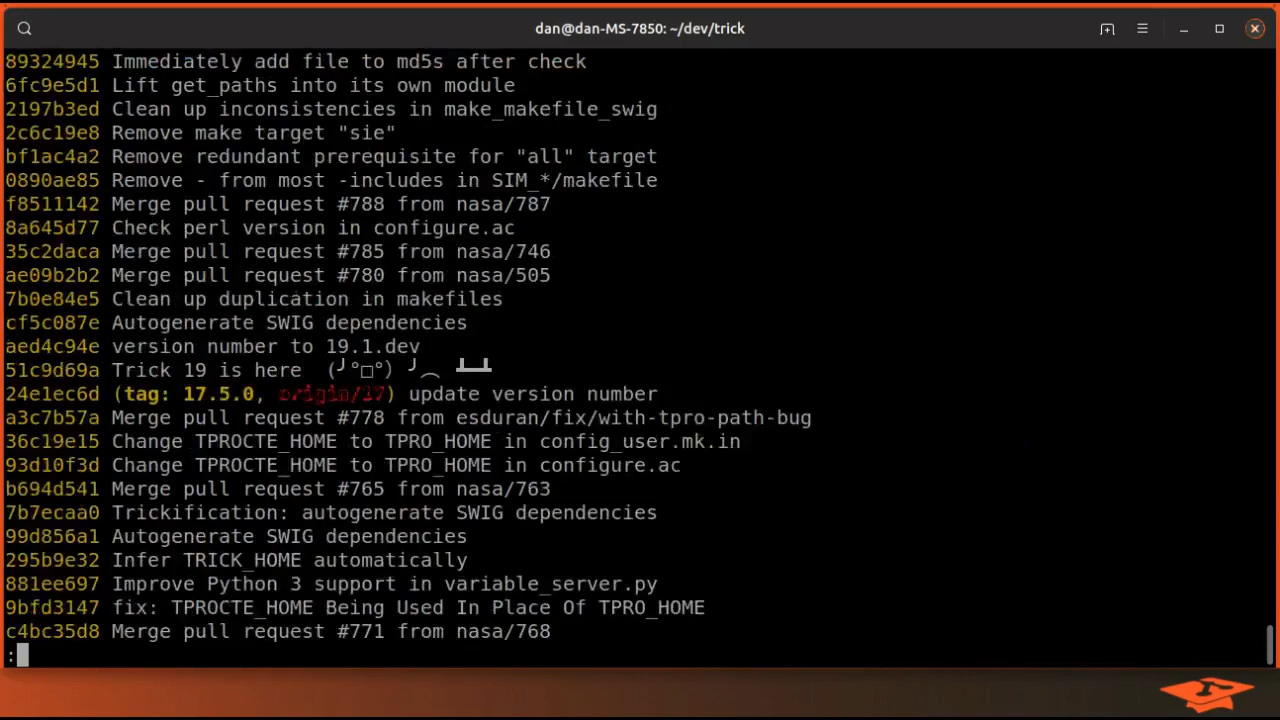 dan@dan-MS-7850: ~/dev/trick
89324945 Immediately add file to md5s after check
6fc9e5d1 Lift get_paths into its own module
2197b3ed Clean up inconsistencies in make_makefile_swig
2c6c19e8 Remove make target "sie"
bf1ac4a2 Remove redundant prerequisite for "all" target
0890ae85 Remove - from most -includes in SIM_*/makefile
f8511142 Merge pull request #788 from nasa/787
8a645d77 Check perl version in configure.ac
35c2daca Merge pull request #785 from nasa/746
ae09b2b2 Merge pull request #780 from nasa/505
7b0e84e5 Clean up duplication in makefiles
cf5c087e Autogenerate SWIG dependencies
aed4c94e version number to 19.1.dev
51c9d69a Trick 19 is here (╯°□°) ╯︵ ┻━┻
24e1ec6d (tag: 17.5.0, origin/17) update version number
a3c7b57a Merge pull request #778 from esduran/fix/with-tpro-path-bug
36c19e15 Change TPROCTE_HOME to TPRO_HOME in config_user.mk.in
93d10f3d Change TPROCTE_HOME to TPRO_HOME in configure.ac
b694d541 Merge pull request #765 from nasa/763
7b7ecaa0 Trickification: autogenerate SWIG dependencies
99d856a1 Autogenerate SWIG dependencies
295b9e32 Infer TRICK_HOME automatically
881ee697 Improve Python 3 support in variable_server.py
9bfd3147 fix: TPROCTE_HOME Being Used In Place Of TPRO_HOME
c4bc35d8 Merge pull request #771 from nasa/768
: